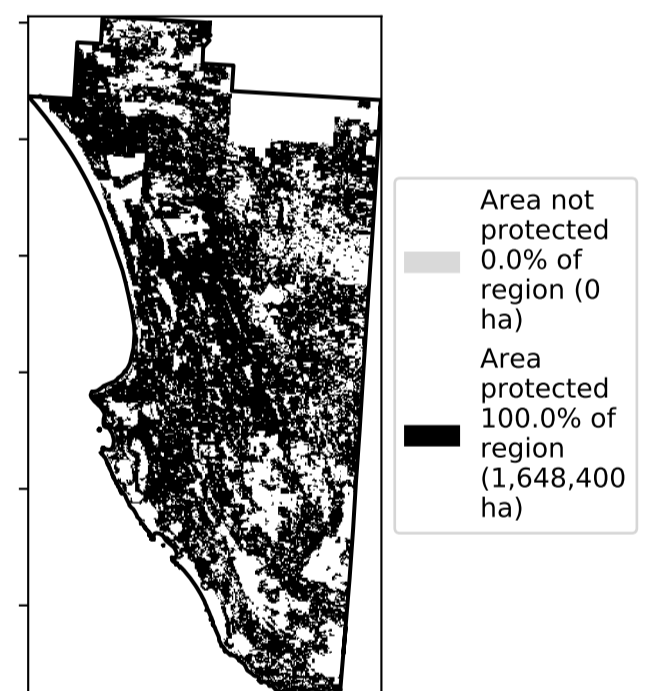 Area not
protected
0.0% of
region (0
ha)
Area
protected
100.0% of
region
(1,648,400
ha)